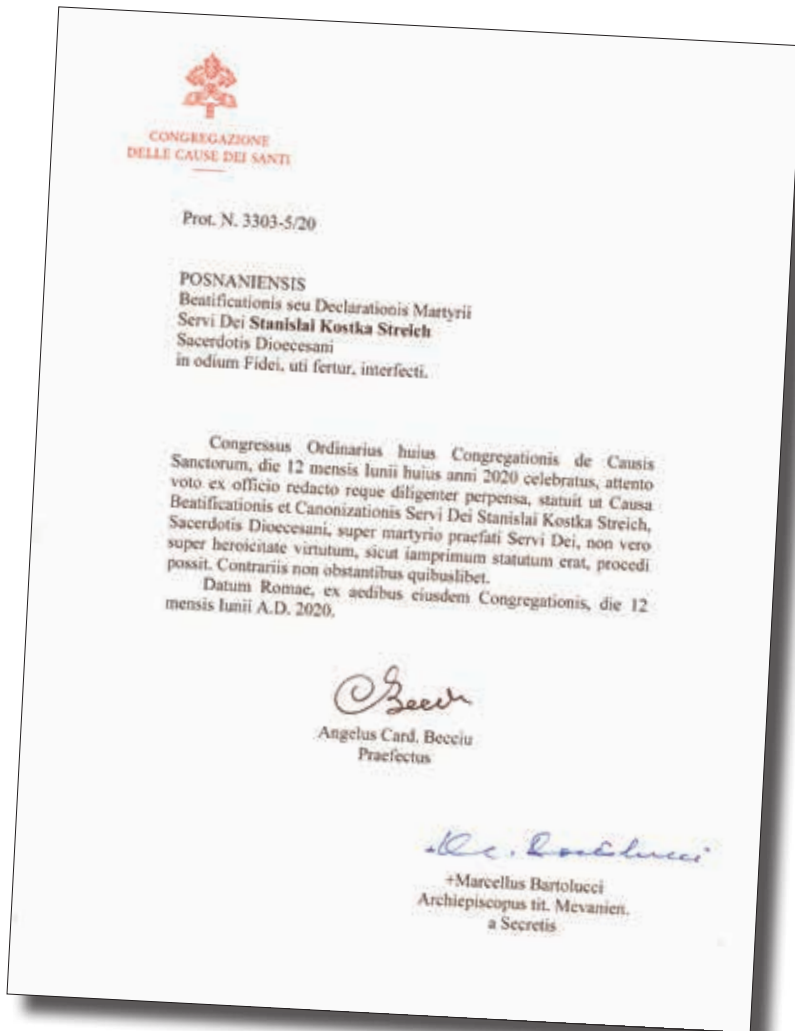 CONGREGAZIONE
DELLE CAUSE DEI SANTI
Prot. N. 3303-5/20
POSNANIENSIS
Beatificationis seu Declarationis Martyrii
Servi Dei Stanislai Kostka Streich
Sacerdotis Dioecesani
in odium Fidei, uti fertur, interfecti.
Congressus Ordinarius huius Congregationis de Causis
Sanctorum, die 12 mensis Iunii huius anni 2020 celebratus, attento
voto ex officio redacto reque diligenter perpensa, statuit ut Causa
Beatificationis et Canonizationis Servi Dei Stanislai Kostka Streich,
Sacerdotis Dioecesani, super martyrio praefati Servi Dei, non vero
super heroicitate virtutum, sicut iamprimum statutum erat, procedi
possit. Contrariis non obstantibus quibuslibet.
Datum Romae, ex aedibus eiusdem Congregationis, die 12
mensis Iunii A.D. 2020.
Becciu
Angelus Card. Becciu
Praefectus
Bartolucci
+Marcellus Bartolucci
Archiepiscopus tit. Mevanien.
a Secretis